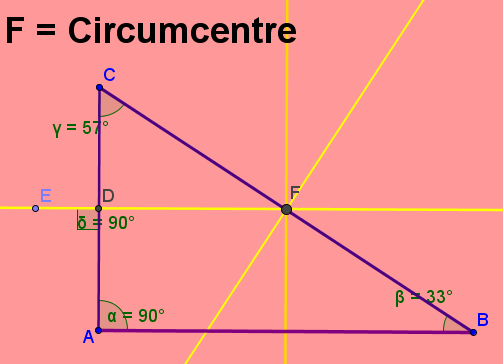 F = Circumcentre
C
γ = 57°
E
D
F
δ = 90°
β = 33°
α = 90°
B
A